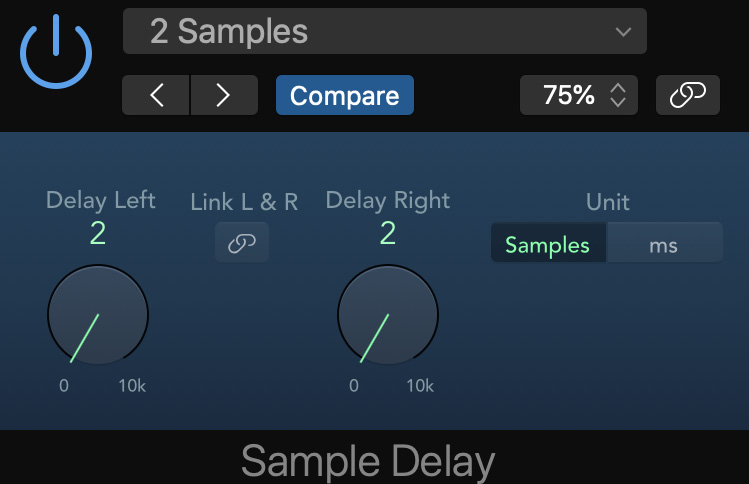 2 Samples
Compare
75%
Delay Left
Link L & R
Delay Right
Unit
2
2
Samples
ms
0
10k
0
10k
Sample Delay